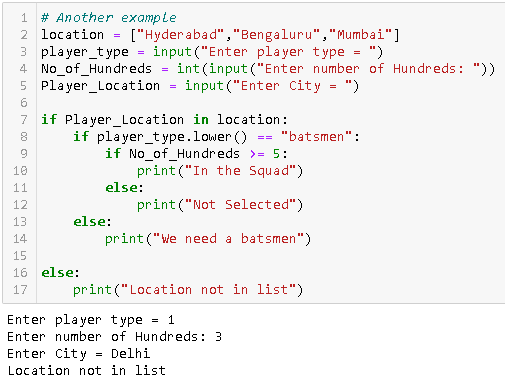 1 # Another example
2 location = ["Hyderabad","Bengaluru","Mumbai"]
3 player_type = input("Enter player type = ")
4 No_of_Hundreds = int(input("Enter number of Hundreds: "))
5 Player_Location = input("Enter City = ")
6
7 if Player_Location in location:
8     if player_type.lower() == "batsmen":
9         if No_of_Hundreds >= 5:
10             print("In the Squad")
11         else:
12             print("Not Selected")
13     else:
14         print("We need a batsmen")
15
16 else:
17     print("Location not in list")
Enter player type = 1
Enter number of Hundreds: 3
Enter City = Delhi
Location not in list